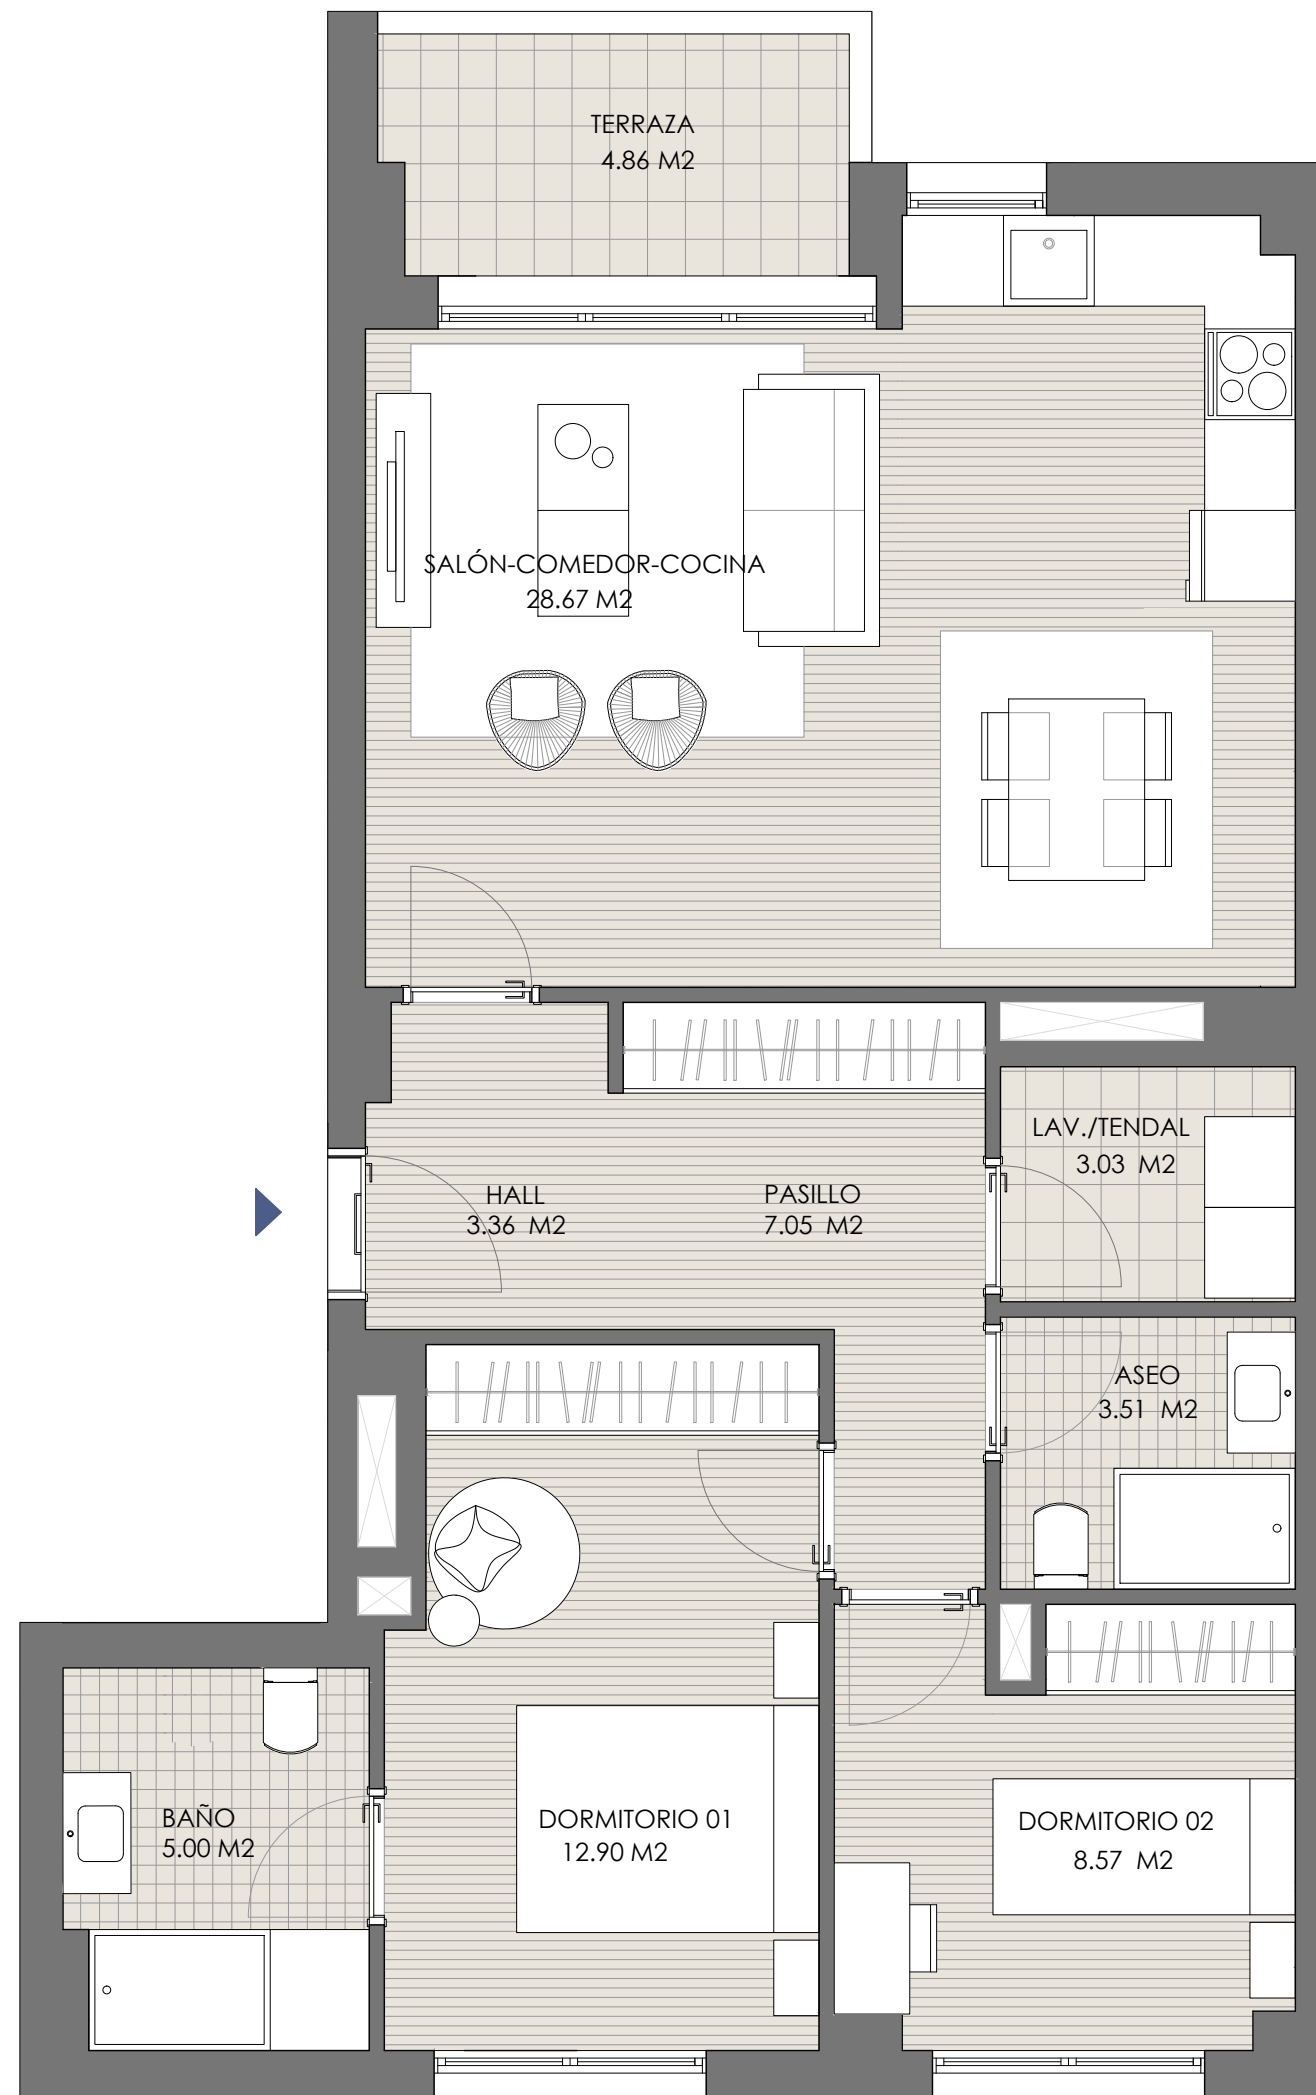 TERRAZA
4.86 M2
SALÓN-COMEDOR-COCINA
28.67 M2
LAV./TENDAL
3.03 M2
HALL
3.36 M2
PASILLO
7.05 M2
ASEO
3.51 M2
BAÑO
5.00 M2
DORMITORIO 01
12.90 M2
DORMITORIO 02
8.57 M2